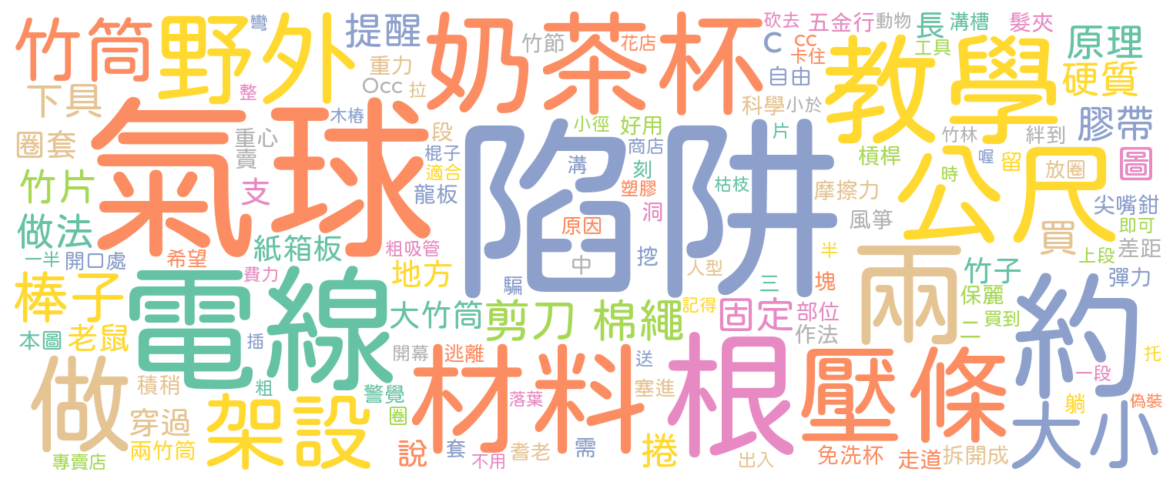 竹筒
野外
彎
提醒
奶茶杯
竹節
花店
砍去
五金行
動物
長
溝槽
髮夾
C
cc
卡住
工具
原理
下具
整
重力
Occ
拉
自由
教學
硬質
氣球
木樁
科學
小於
膠帶
圈套
重心
賣
段
棍子
適合
小徑
好用
片
陷阱
商店
竹林
絆到
圖
竹片
支
龍板
溝
刻
塑膠
枯枝
槓桿
喔
留
時
放圈
公尺
摩擦力
尖嘴鉗
做法
紙箱板
粗吸管
原因
洞
風箏
買
即可
上段
差距
一半
開口處
希望
費力
地方
中
挖
人型
半
兩
竹子
彈力
棒子
電線
騙
三
塊
保麗
大竹筒
剪刀
棉繩
記得
固定
部位
作法
二
買到
約
本圖
老鼠
插
開幕
逃離
送
根
壓條
托
做
積稍
粗
警覺
材料
落葉
塞進
一段
穿過
架設
圈
躺
偽裝
兩竹筒
說
套
不用
耆老
需
捲
出入
免洗杯
走道
拆開成
大小
專賣店